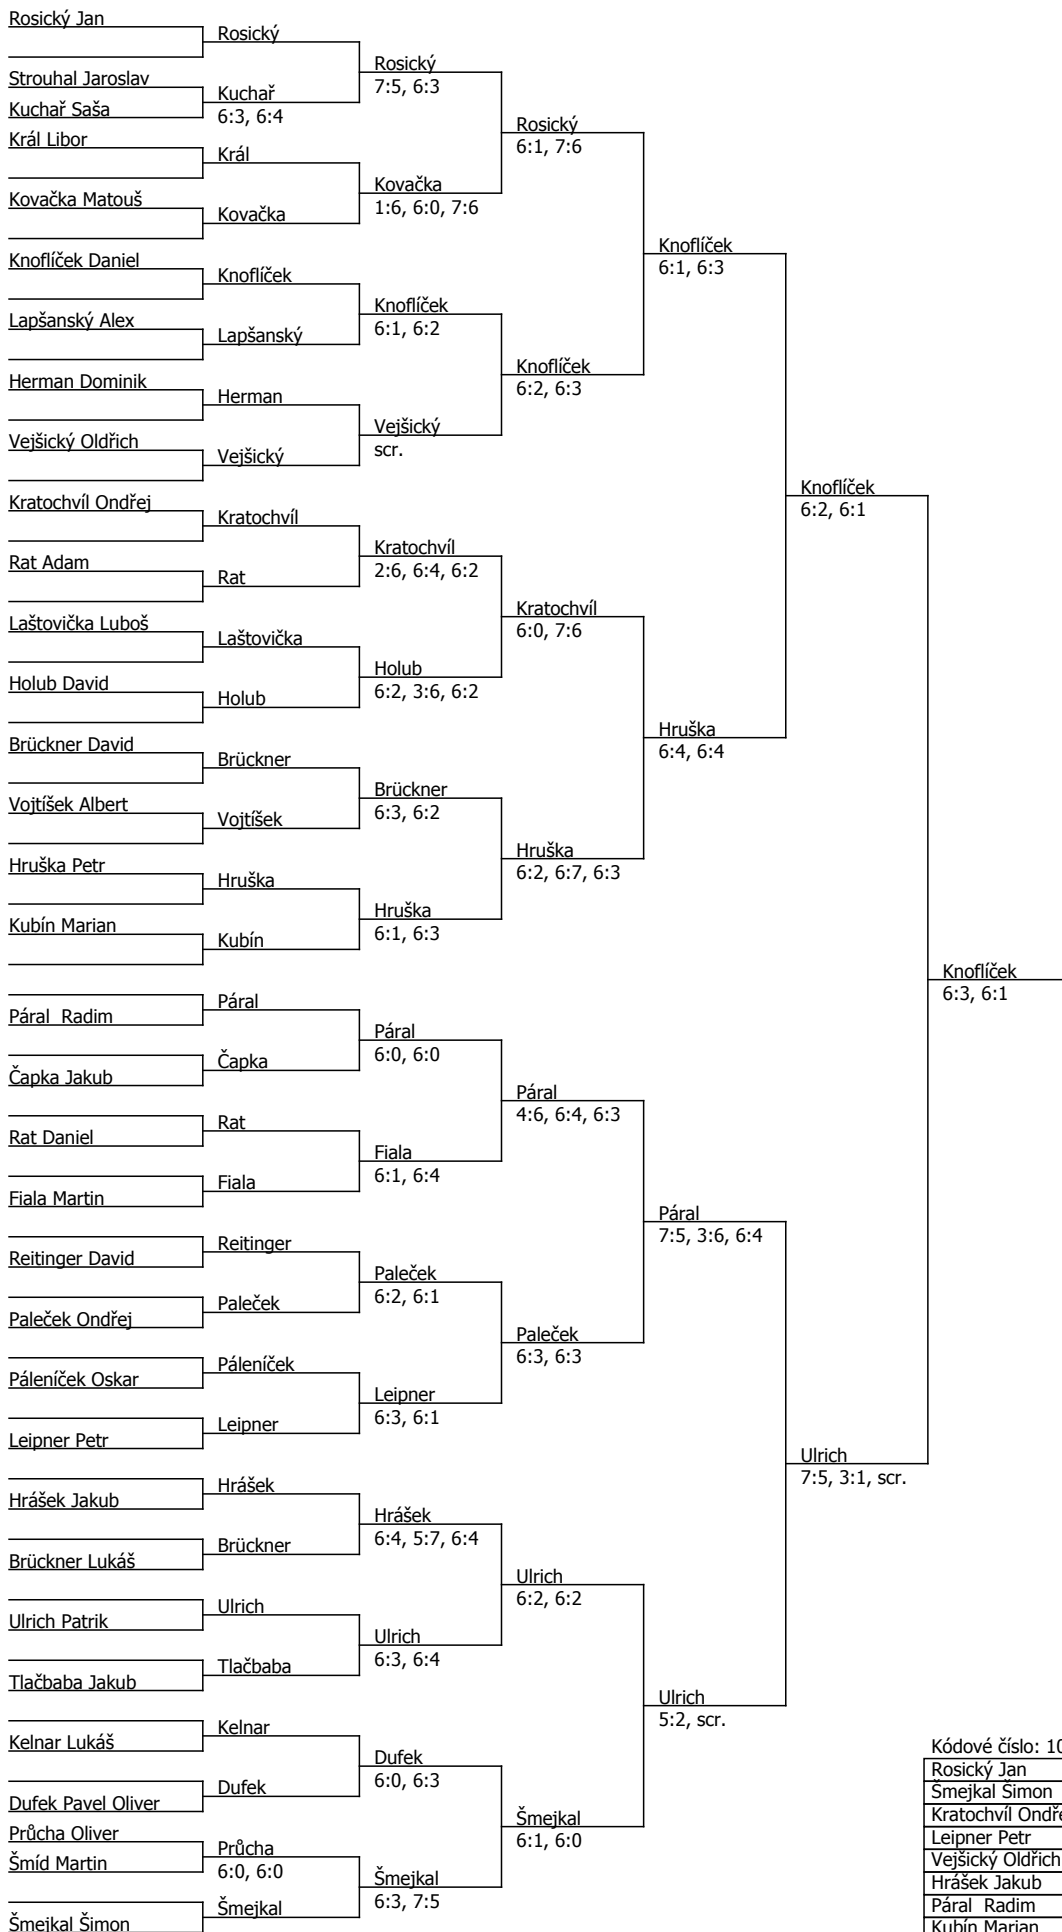 Rosický Jan
Strouhal Jaroslav
Kuchař Saša
Král Libor
Kovačka Matouš
Knoflíček Daniel
Lapšanský Alex
Herman Dominik
Vejšický Oldřich
Kratochvíl Ondřej
Rat Adam
Laštovička Luboš
Holub David
Brückner David
Vojtíšek Albert
Hruška Petr
Kubín Marian
Páral  Radim
Čapka Jakub
Rat Daniel
Fiala Martin
Reitinger David
Paleček Ondřej
Páleníček Oskar
Leipner Petr
Hrášek Jakub
Brückner Lukáš
Ulrich Patrik
Tlačbaba Jakub
Kelnar Lukáš
Dufek Pavel Oliver
Průcha Oliver
Šmíd Martin
Šmejkal Šimon
Rosický
Kuchař
6:3, 6:4
Král
Kovačka
Knoflíček
Lapšanský
Herman
Vejšický
Kratochvíl
Rat
Laštovička
Holub
Brückner
Vojtíšek
Hruška
Kubín
Páral
Čapka
Rat
Fiala
Reitinger
Paleček
Páleníček
Leipner
Hrášek
Brückner
Ulrich
Tlačbaba
Kelnar
Dufek
Průcha
6:0, 6:0
Šmejkal
Rosický
7:5, 6:3
Kovačka
1:6, 6:0, 7:6
Knoflíček
6:1, 6:2
Vejšický
scr.
Kratochvíl
2:6, 6:4, 6:2
Holub
6:2, 3:6, 6:2
Brückner
6:3, 6:2
Hruška
6:1, 6:3
Páral
6:0, 6:0
Fiala
6:1, 6:4
Paleček
6:2, 6:1
Leipner
6:3, 6:1
Hrášek
6:4, 5:7, 6:4
Ulrich
6:3, 6:4
Dufek
6:0, 6:3
Šmejkal
6:3, 7:5
Rosický
6:1, 7:6
Knoflíček
6:2, 6:3
Kratochvíl
6:0, 7:6
Hruška
6:2, 6:7, 6:3
Páral
4:6, 6:4, 6:3
Paleček
6:3, 6:3
Ulrich
6:2, 6:2
Šmejkal
6:1, 6:0
Knoflíček
6:1, 6:3
Hruška
6:4, 6:4
Páral
7:5, 3:6, 6:4
Ulrich
5:2, scr.
Knoflíček
6:2, 6:1
Ulrich
7:5, 3:1, scr.
Knoflíček
6:3, 6:1
Kódové číslo: 10
Rosický Jan
Šmejkal Šimon
Kratochvíl Ondře
Leipner Petr
Vejšický Oldřich
Hrášek Jakub
Páral  Radim
Kubín Marian